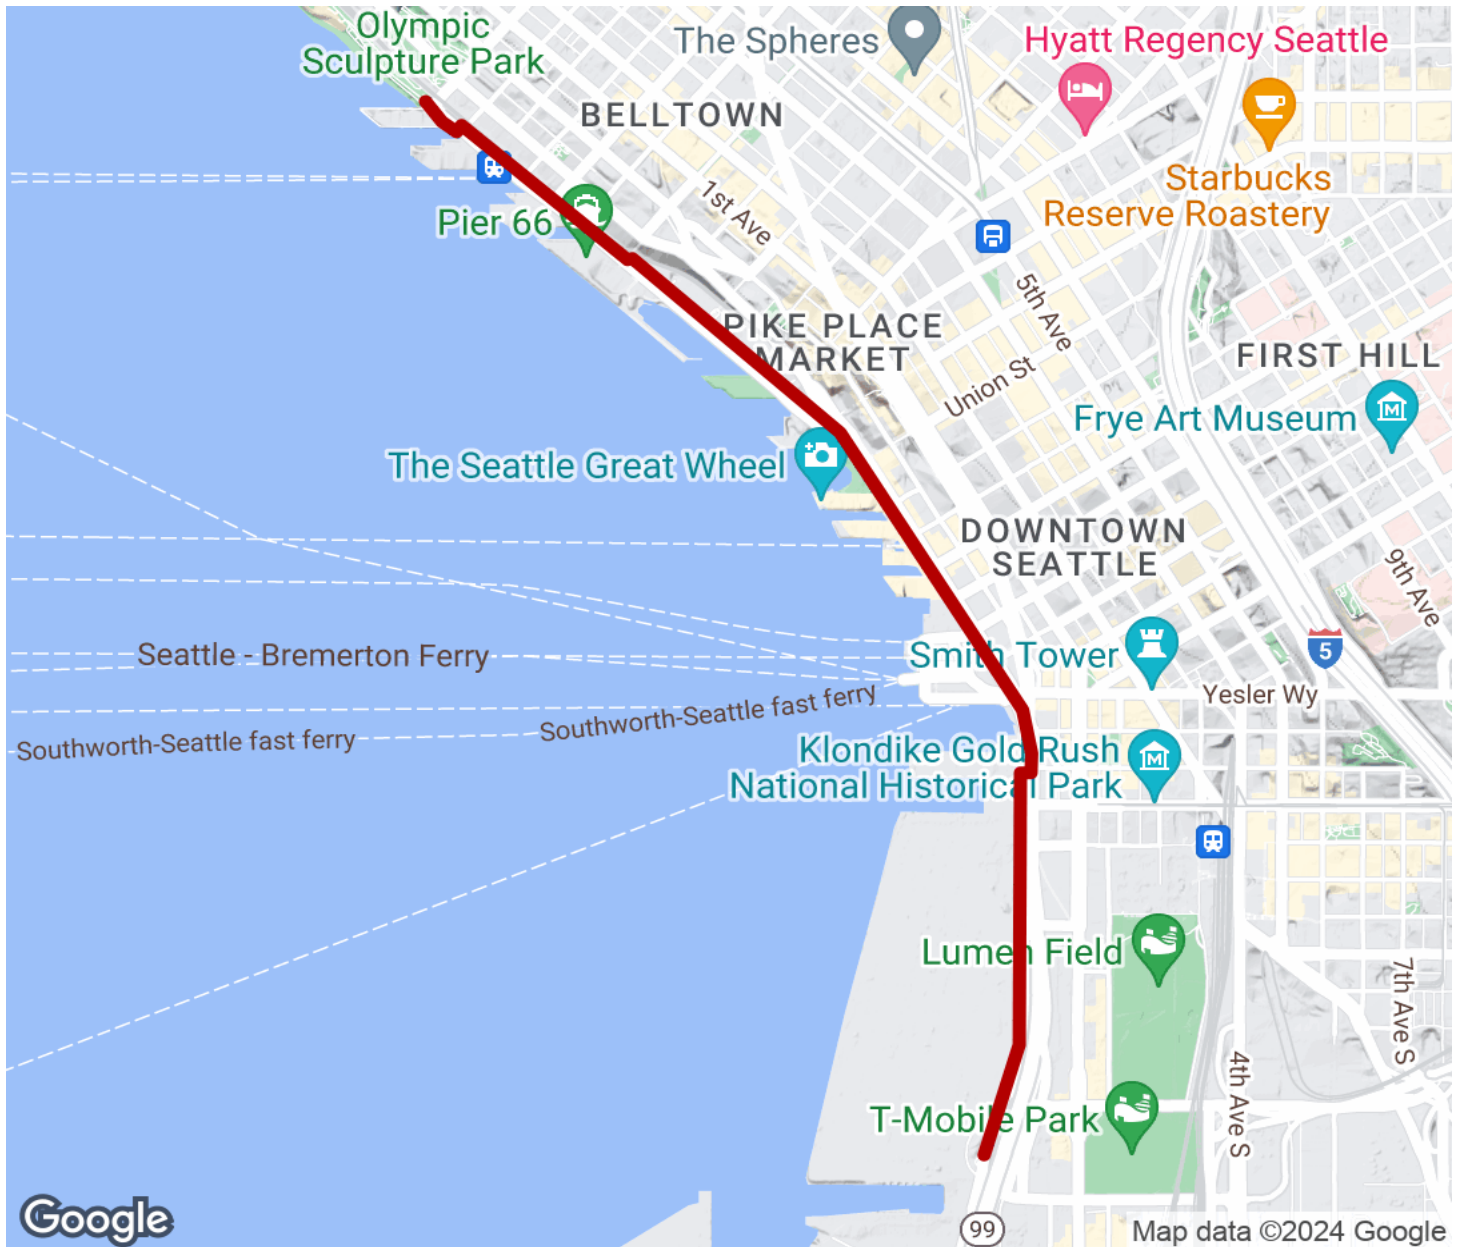 Olympic
Sculpture Park
The Spheres
Hyatt Regency Seattle
BELLTOWN
Starbucks
Reserve Roastery
1st Ave
Pier 66
5th Ave
PIKE PLACE
MARKET
FIRST HILL
Union St
Frye Art Museum
The Seattle Great Wheel
DOWNTOWN
SEATTLE
9th Ave
Smith Tower
5
Seattle - Bremerton Ferry
Yesler Wy
Southworth-Seattle fast ferry
Southworth-Seattle fast ferry
Klondike Gold Rush
National Historical Park
Lumen Field
7th Ave S
4th Ave S
T-Mobile Park
Google
99
Map data ©2024 Google